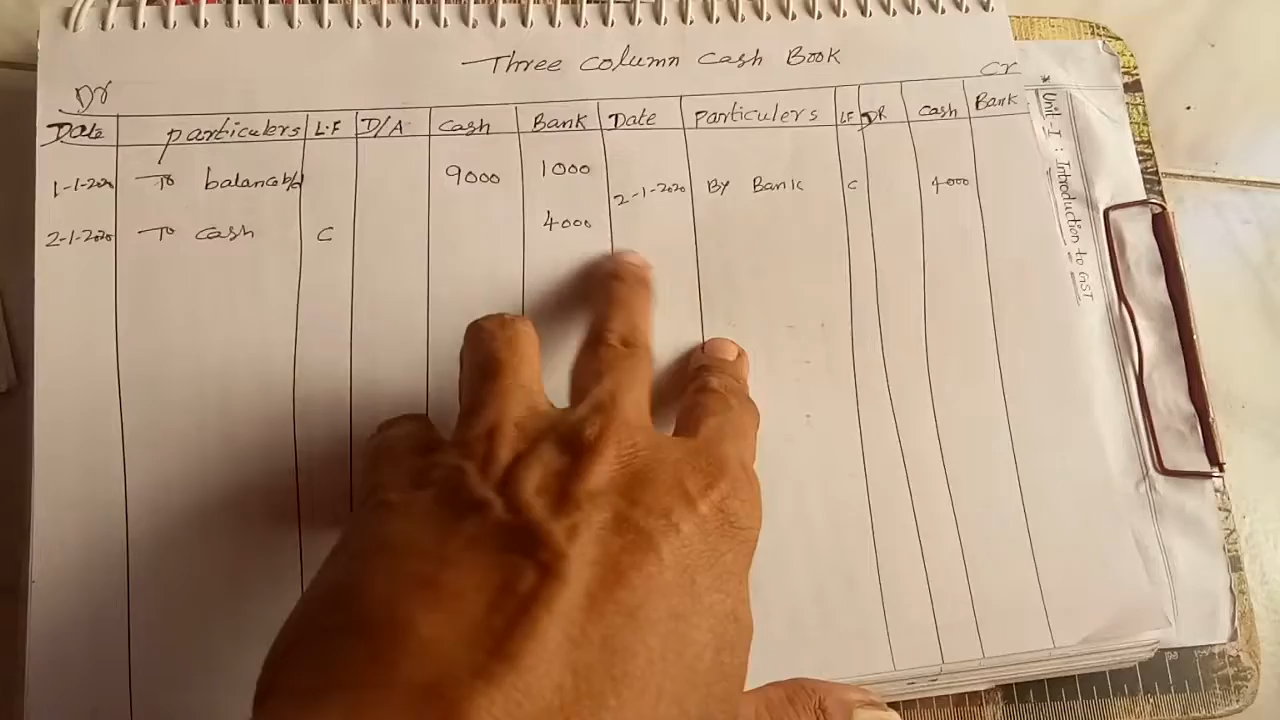 Three Column Cash Book
Dr
Cr
Date particulers L.F D/A Cash Bank Date particulers LF DR Cash Bank
1-1-2020 To balance b/d 9000 1000 2-1-2020 By Bank C 4000
2-1-2020 To cash C 4000
* Unit-I : Introduction to GST